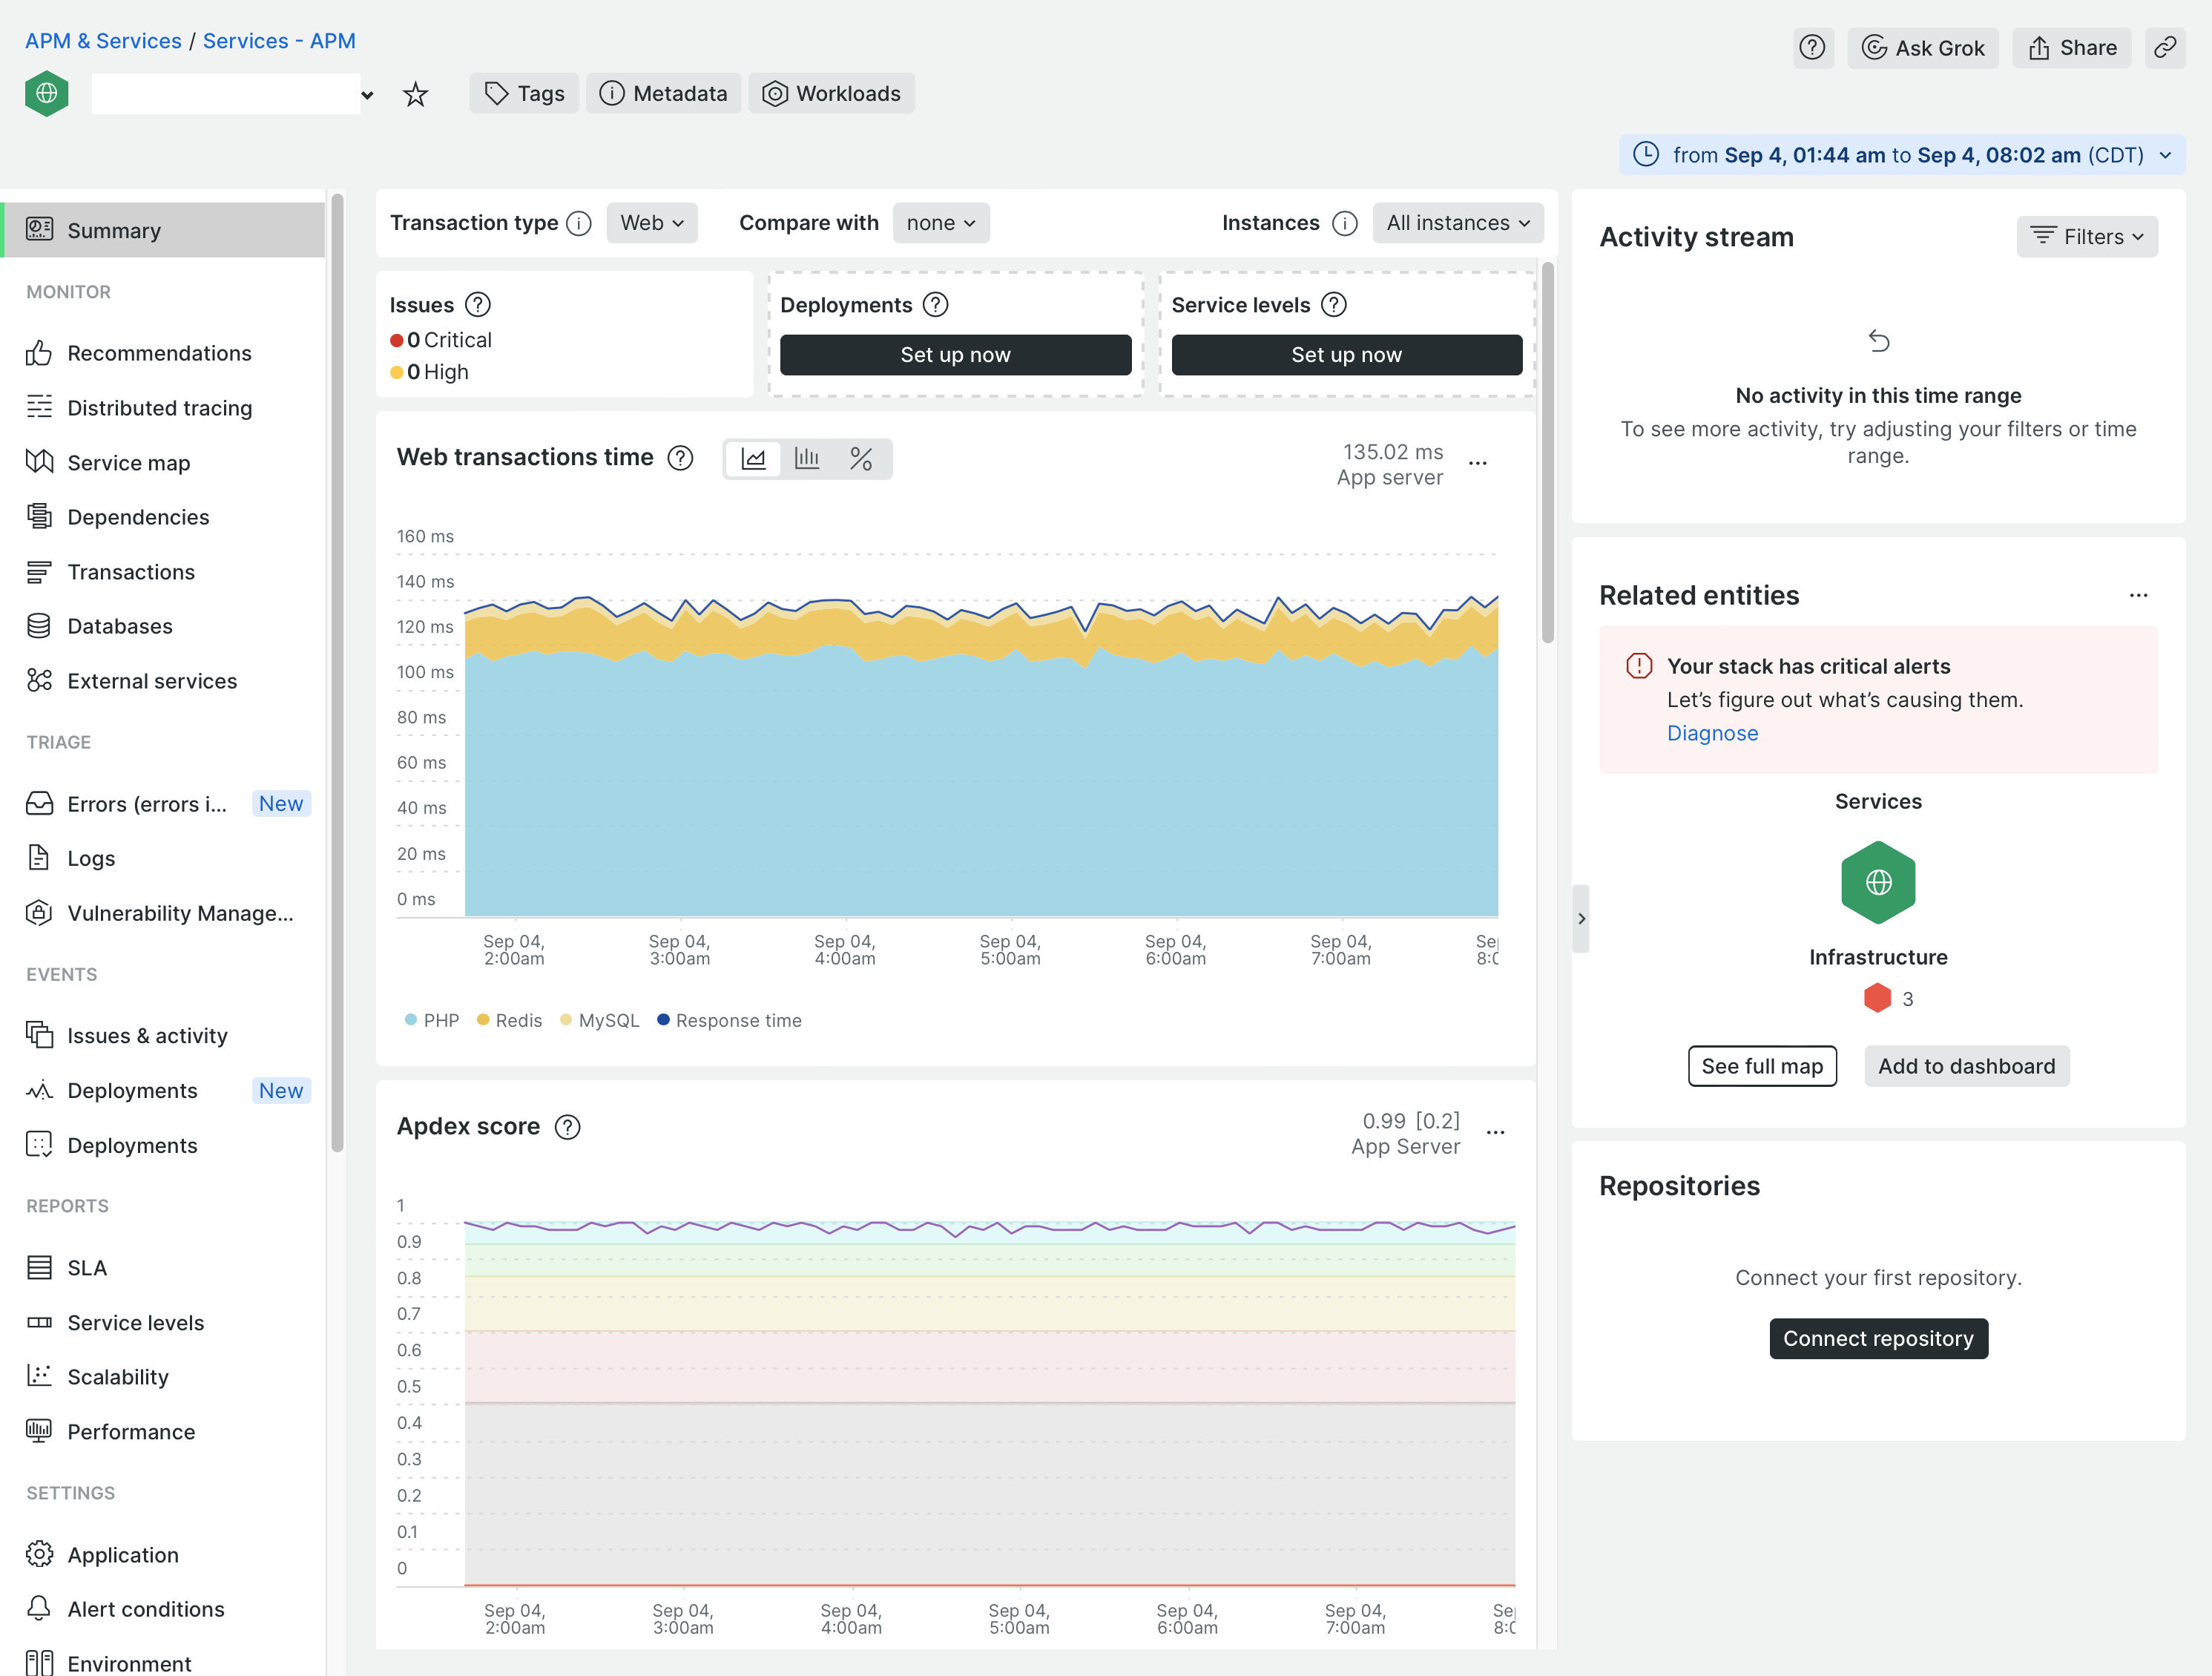 APM & Services / Services - APM
Ask Grok
Share
Tags
Metadata
Workloads
from Sep 4, 01:44 am to Sep 4, 08:02 am (CDT)
Summary
MONITOR
Recommendations
Distributed tracing
Service map
Dependencies
Transactions
Databases
External services
TRIAGE
Errors (errors i... New
Logs
Vulnerability Manage...
EVENTS
Issues & activity
Deployments New
Deployments
REPORTS
SLA
Service levels
Scalability
Performance
SETTINGS
Application
Alert conditions
Environment
Transaction type Web
Compare with none
Instances All instances
Issues
0 Critical
0 High
Deployments
Set up now
Service levels
Set up now
Web transactions time
%
135.02 ms
App server
160 ms
140 ms
120 ms
100 ms
80 ms
60 ms
40 ms
20 ms
0 ms
Sep 04,
2:00am
Sep 04,
3:00am
Sep 04,
4:00am
Sep 04,
5:00am
Sep 04,
6:00am
Sep 04,
7:00am
PHP Redis MySQL Response time
Apdex score
0.99 [0.2]
App Server
1
0.9
0.8
0.7
0.6
0.5
0.4
0.3
0.2
0.1
0
Sep 04,
2:00am
Sep 04,
3:00am
Sep 04,
4:00am
Sep 04,
5:00am
Sep 04,
6:00am
Sep 04,
7:00am
Activity stream
Filters
No activity in this time range
To see more activity, try adjusting your filters or time
range.
Related entities
Your stack has critical alerts
Let's figure out what's causing them.
Diagnose
Services
Infrastructure
3
See full map
Add to dashboard
Repositories
Connect your first repository.
Connect repository